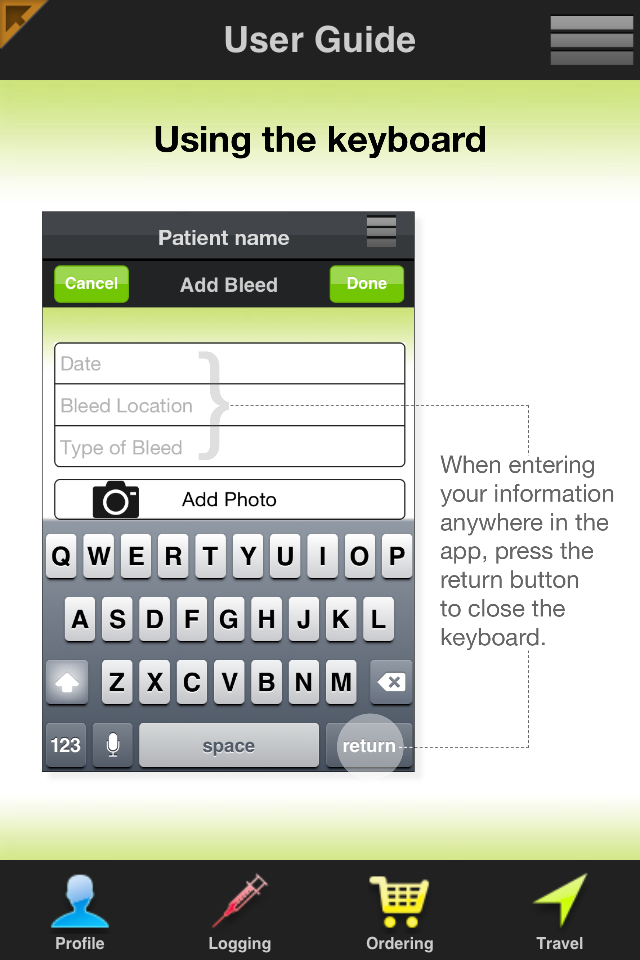 User Guide
Using the keyboard
Patient name
Cancel Add Bleed Done
Date
Bleed Location
Type of Bleed
Add Photo
When entering
your information
anywhere in the
app, press the
return button
to close the
keyboard.
Q W E R T Y U I O P
A S D F G H J K L
Z X C V B N M
123 space return
Profile Logging Ordering Travel